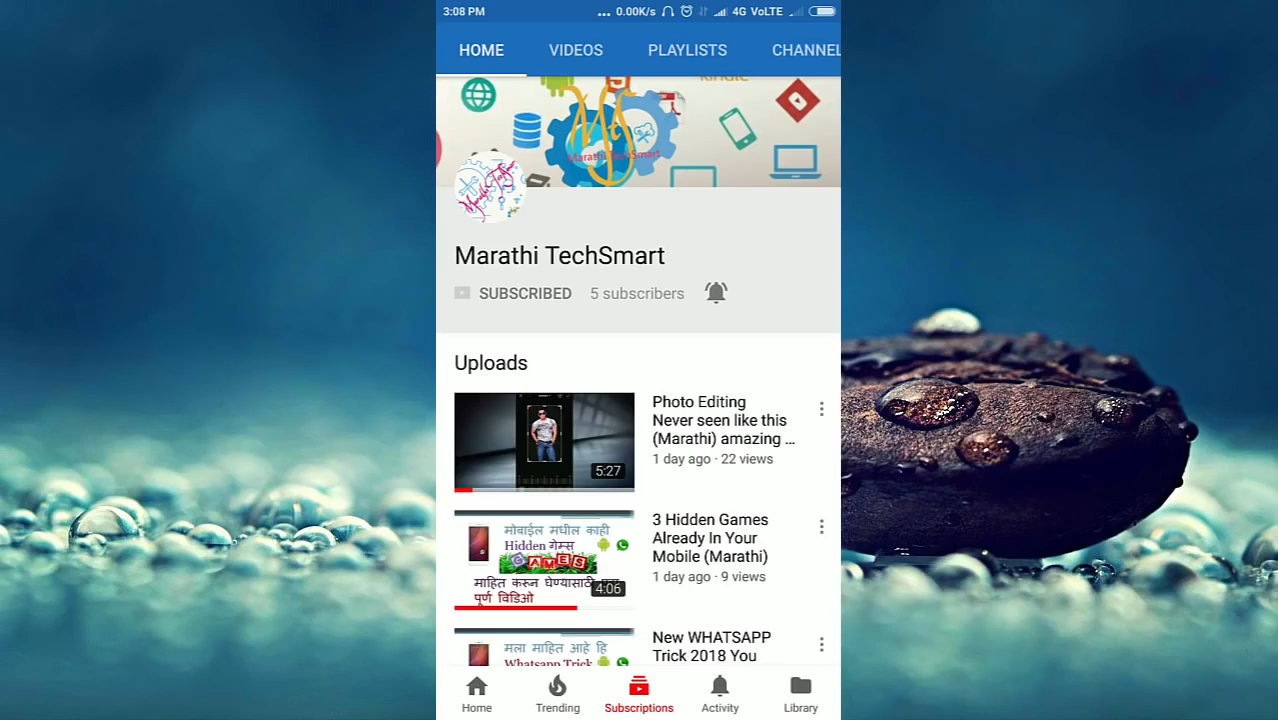 3:08 PM
... 0.00K/s 4G VoLTE
HOME VIDEOS PLAYLISTS CHANNEL
Marathi TechSmart
Marathi TechSmart
SUBSCRIBED 5 subscribers
Uploads
Photo Editing
Never seen like this
(Marathi) amazing ...
1 day ago · 22 views
5:27
मोबाईल मधील काही
Hidden गेम्स
GAMES
माहित करून घेण्यासाठी
पूर्ण विडिओ
4:06
3 Hidden Games
Already In Your
Mobile (Marathi)
1 day ago · 9 views
मला माहित आहे हि
Whatsapp Trick
New WHATSAPP
Trick 2018 You
Home Trending Subscriptions Activity Library